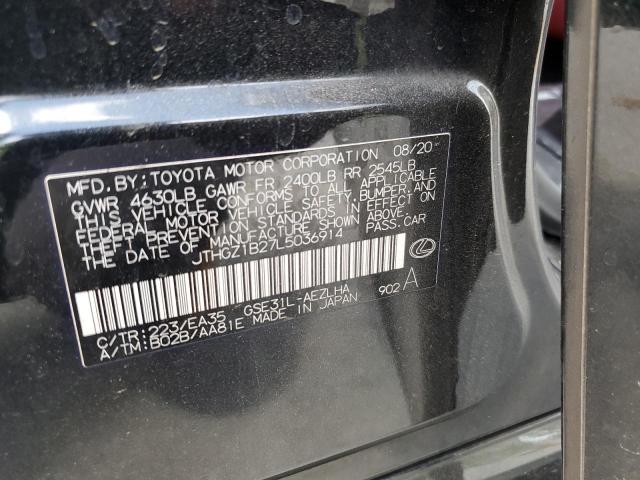 MFD. BY: TOYOTA MOTOR CORPORATION 08/20
GVWR 4630LB GAWR FR 2400LB RR 2545LB
THIS VEHICLE CONFORMS TO ALL APPLICABLE
FEDERAL MOTOR VEHICLE SAFETY, BUMPER, AND
THEFT PREVENTION STANDARDS IN EFFECT ON
THE DATE OF MANUFACTURE SHOWN ABOVE.
JTHGZ1B27L5036914 PASS. CAR
C/TR: 223/EA35 GSE31L-AEZLHA 902 A
A/TM: B02B/AA81E MADE IN JAPAN